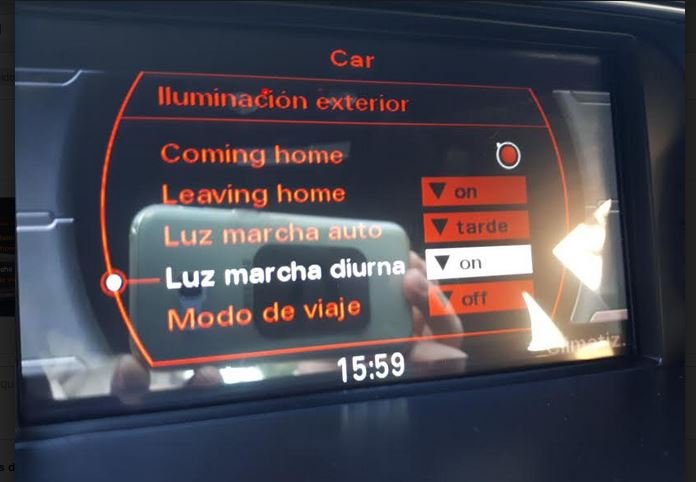 Car
Iluminación exterior
Coming home
Leaving home on
Luz marcha auto tarde
Luz marcha diurna on
Modo de viaje off
15:59
Climatiz.